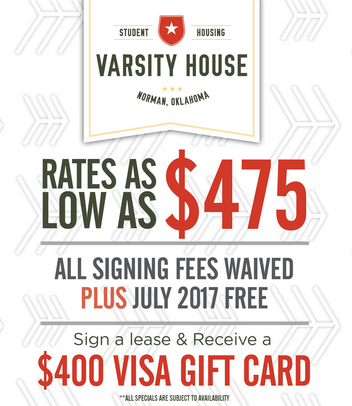 STUDENT HOUSING
VARSITY HOUSE
NORMAN, OKLAHOMA
RATES AS
LOW AS $475
ALL SIGNING FEES WAIVED
PLUS JULY 2017 FREE
Sign a lease & Receive a
$400 VISA GIFT CARD
**ALL SPECIALS ARE SUBJECT TO AVAILABILITY